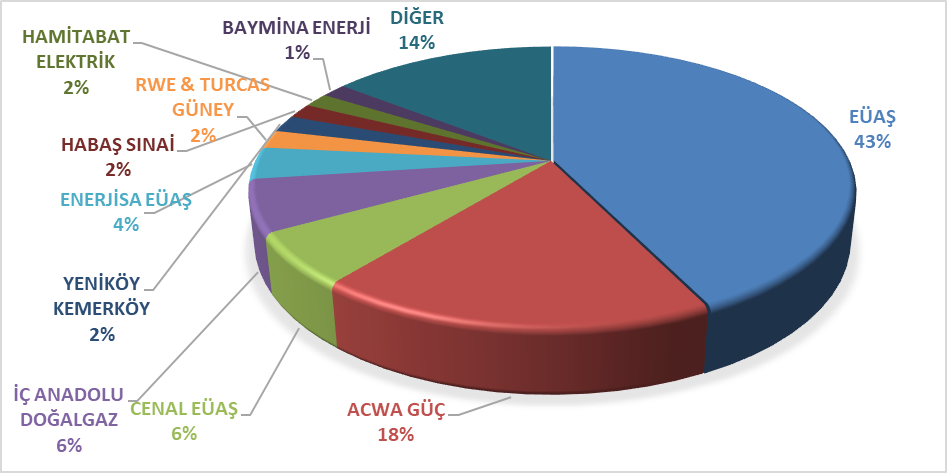 DİĞER
14%
BAYMİNA ENERJİ
1%
HAMİTABAT
ELEKTRİK
2%
RWE & TURCAS
GÜNEY
2%
HABAŞ SINAİ
2%
ENERJİSA EÜAŞ
4%
YENİKÖY
KEMERKÖY
2%
İÇ ANADOLU
DOĞALGAZ
6%
CENAL EÜAŞ
6%
ACWA GÜÇ
18%
EÜAŞ
43%